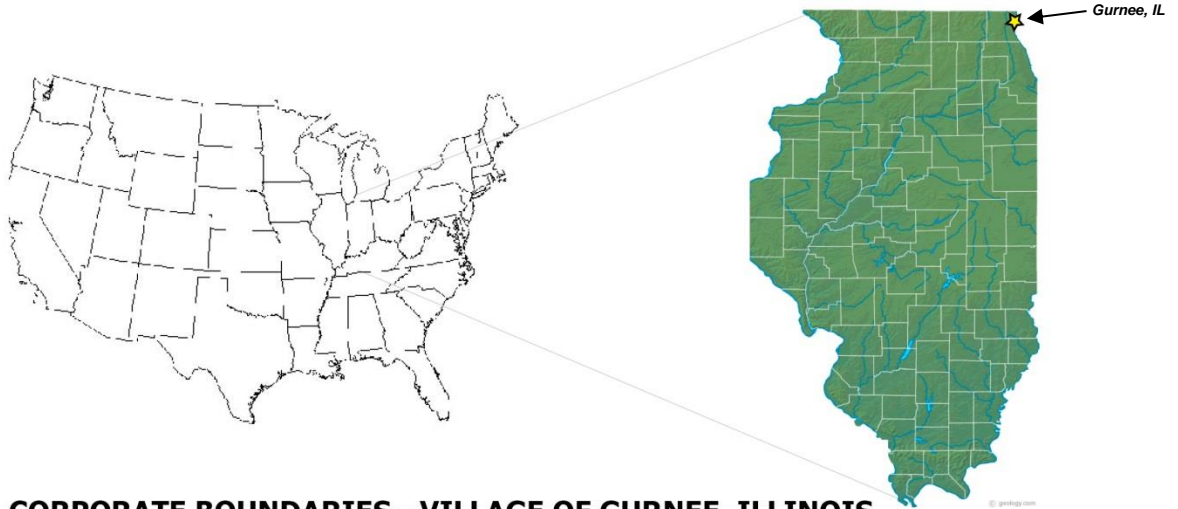 Gurnee, IL
© geology.com
CORPORATE BOUNDARIES - VILLAGE OF GURNEE, ILLINOIS